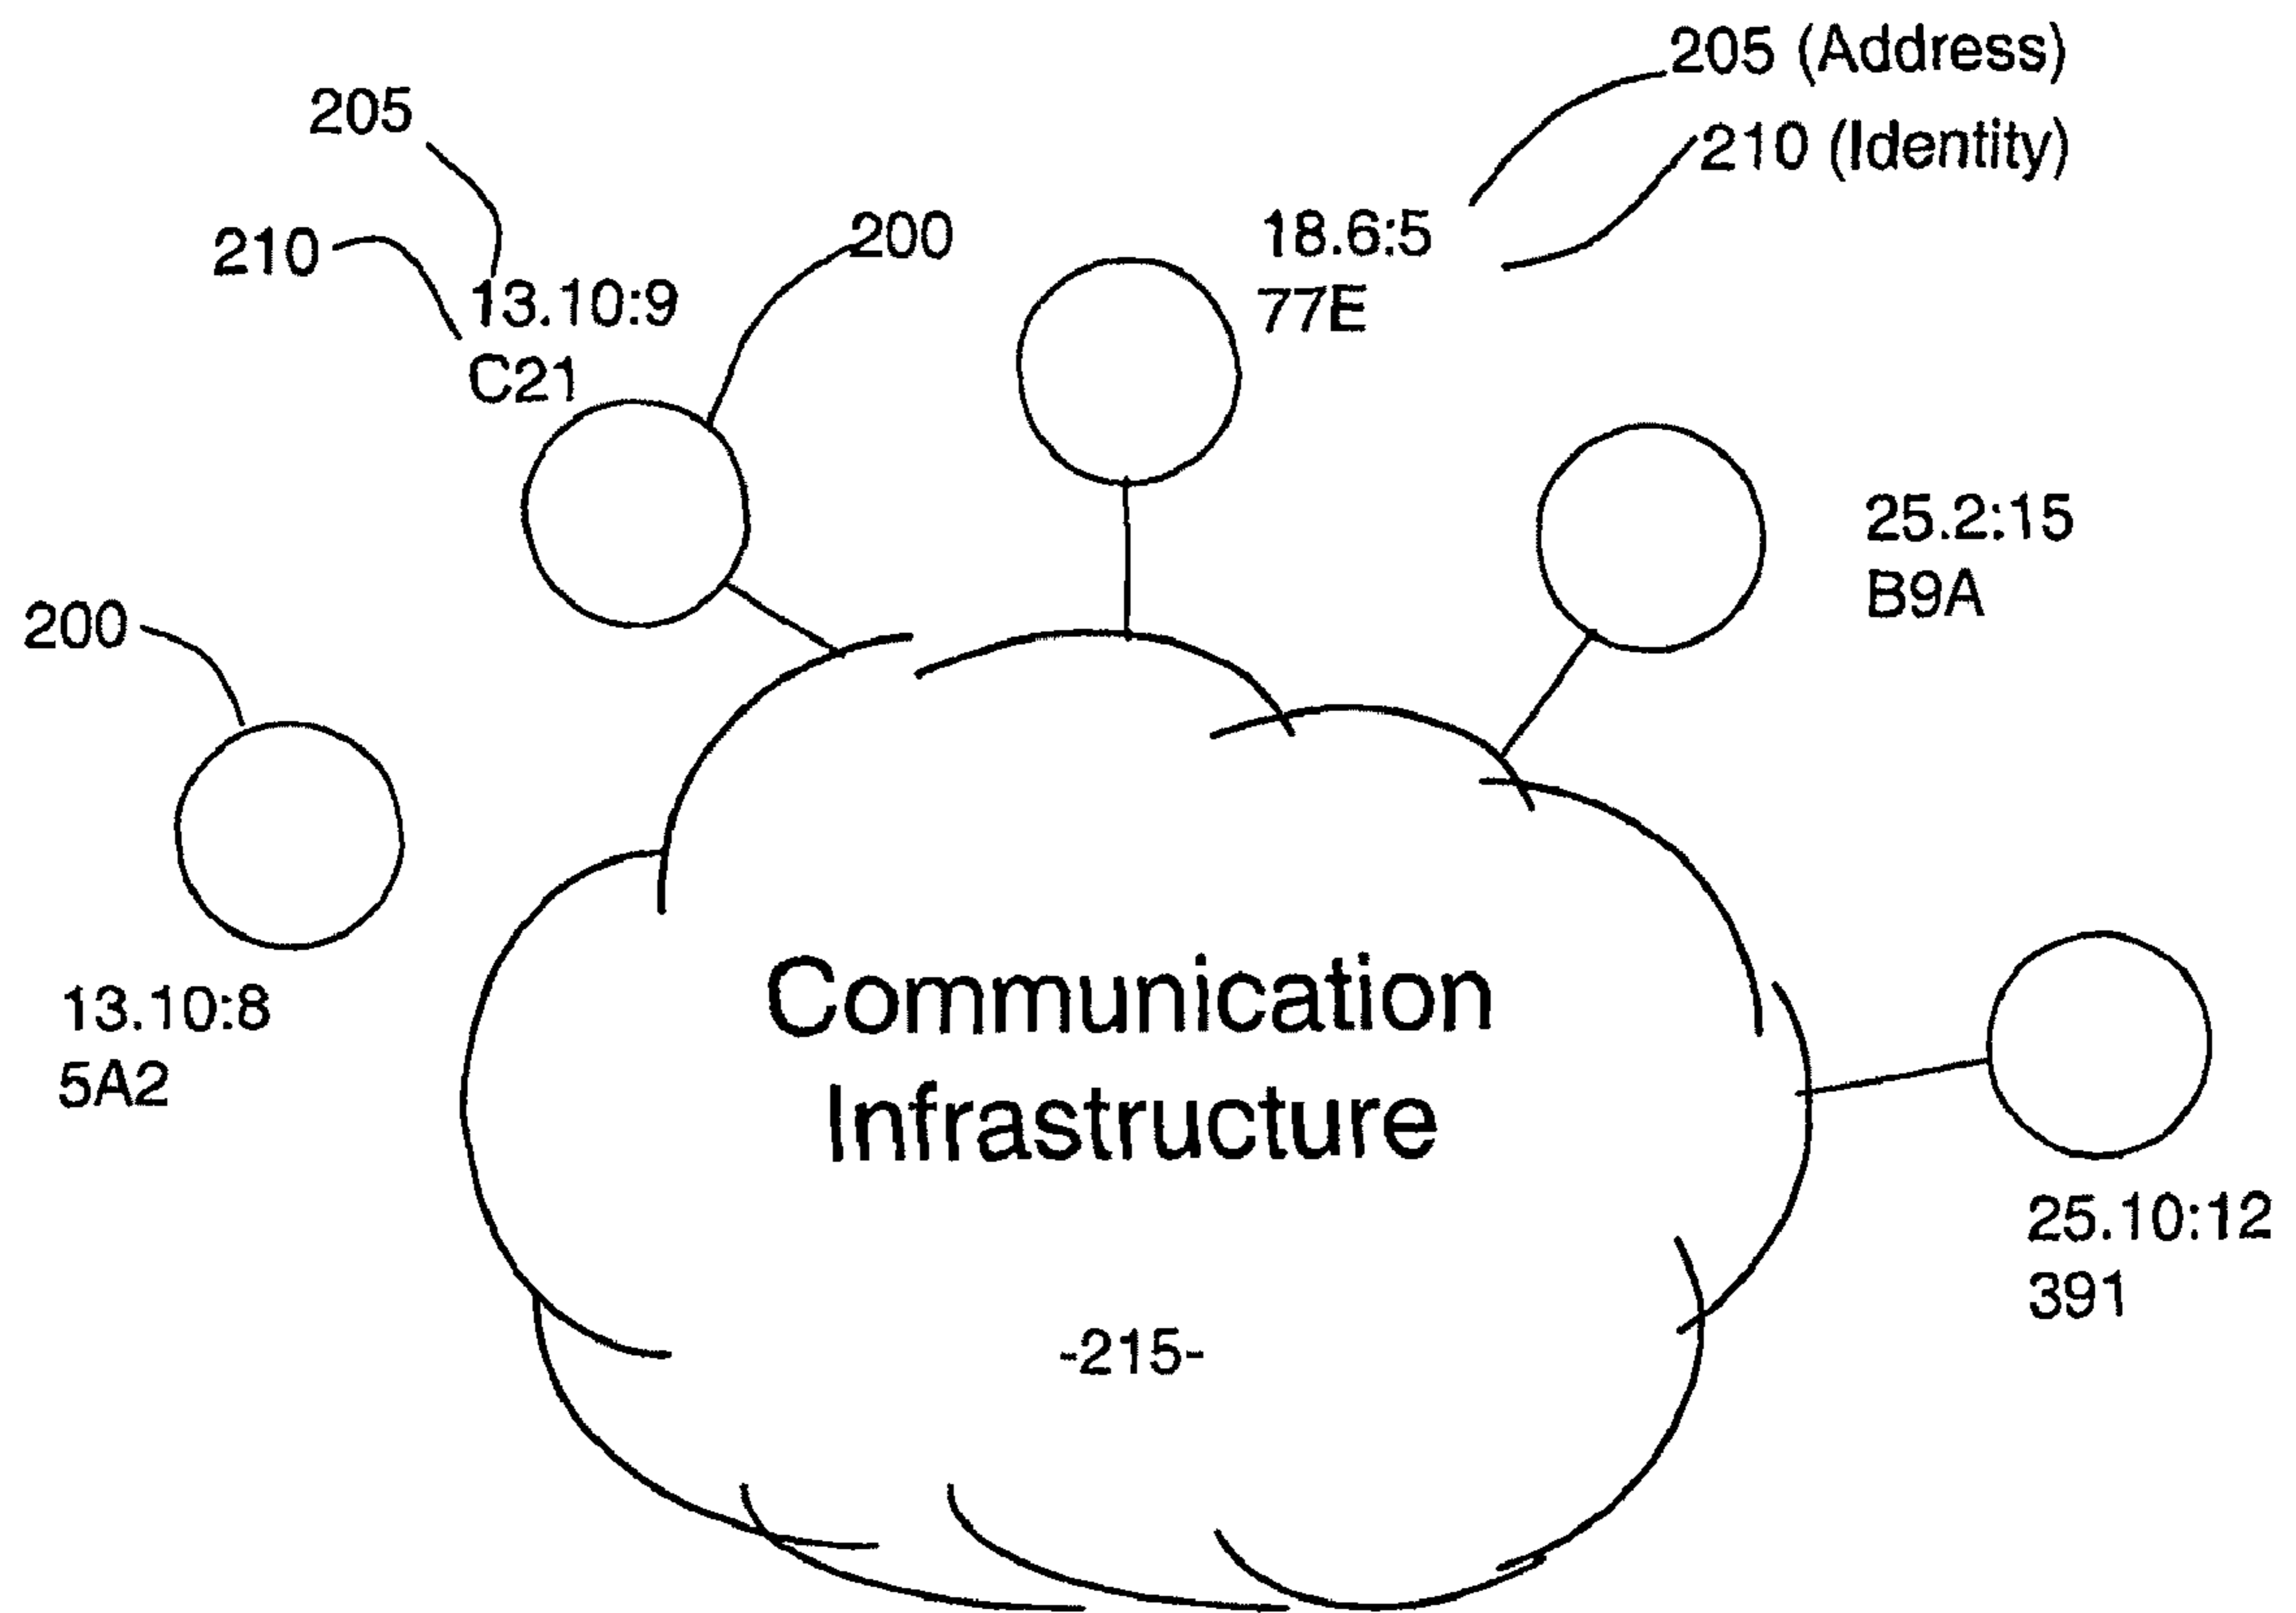 205 (Address)
210 (Identity)
205
210
200
13.10:9
C21
18.6:5
77E
25.2:15
B9A
200
13.10:8
5A2
Communication
Infrastructure
-215-
25.10:12
391